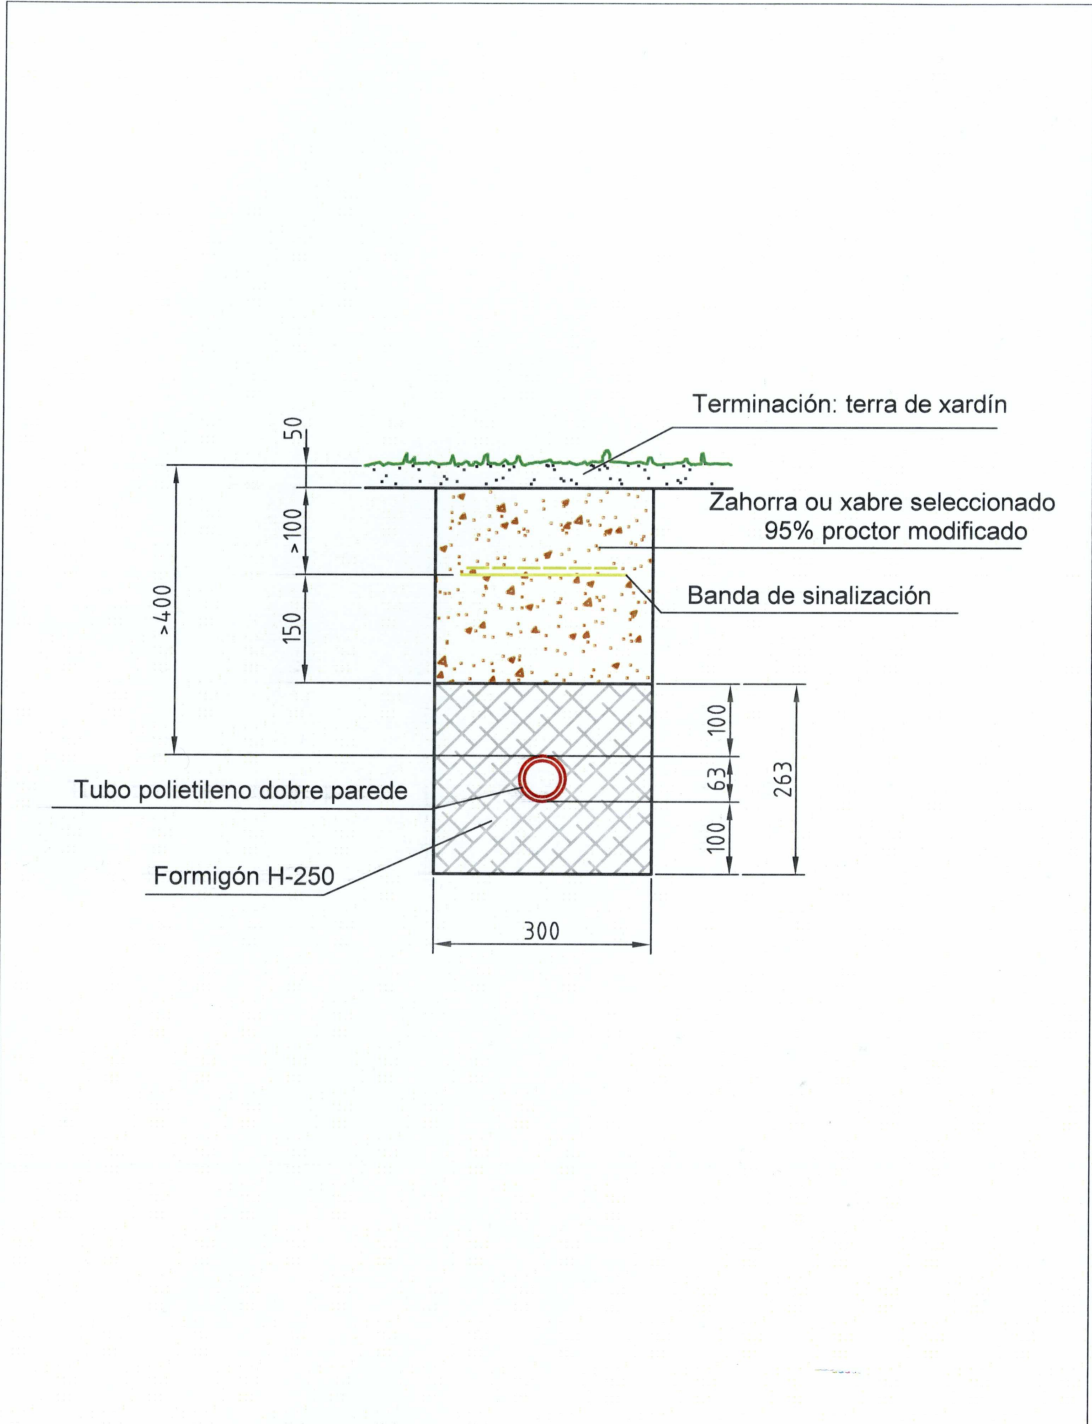 Terminación: terra de xardín
50
Zahorra ou xabre seleccionado
95% proctor modificado
>100
Banda de sinalización
>400
150
100
63
263
Tubo polietileno dobre parede
100
Formigón H-250
300